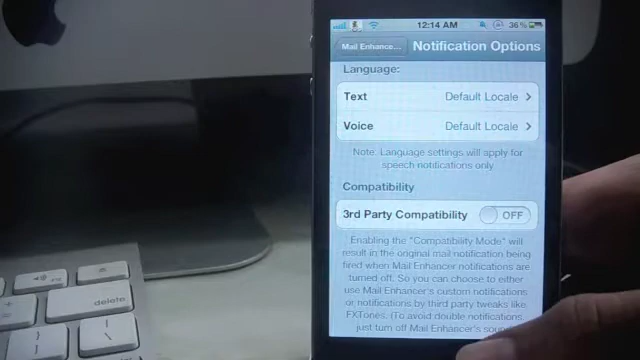 12:14 AM 36%
Mail Enhance... Notification Options
Language:
Text Default Locale
Voice Default Locale
Note: Language settings will apply for
speech notifications only
Compatibility
3rd Party Compatibility OFF
Enabling the "Compatibility Mode" will
result in the original mail notification being
fired when Mail Enhancer notifications are
turned off. So you can choose to either
use Mail Enhancer's custom notifications
or notifications by third party tweaks like
FXTones. (To avoid double notifications,
just turn off Mail Enhancer's
delete